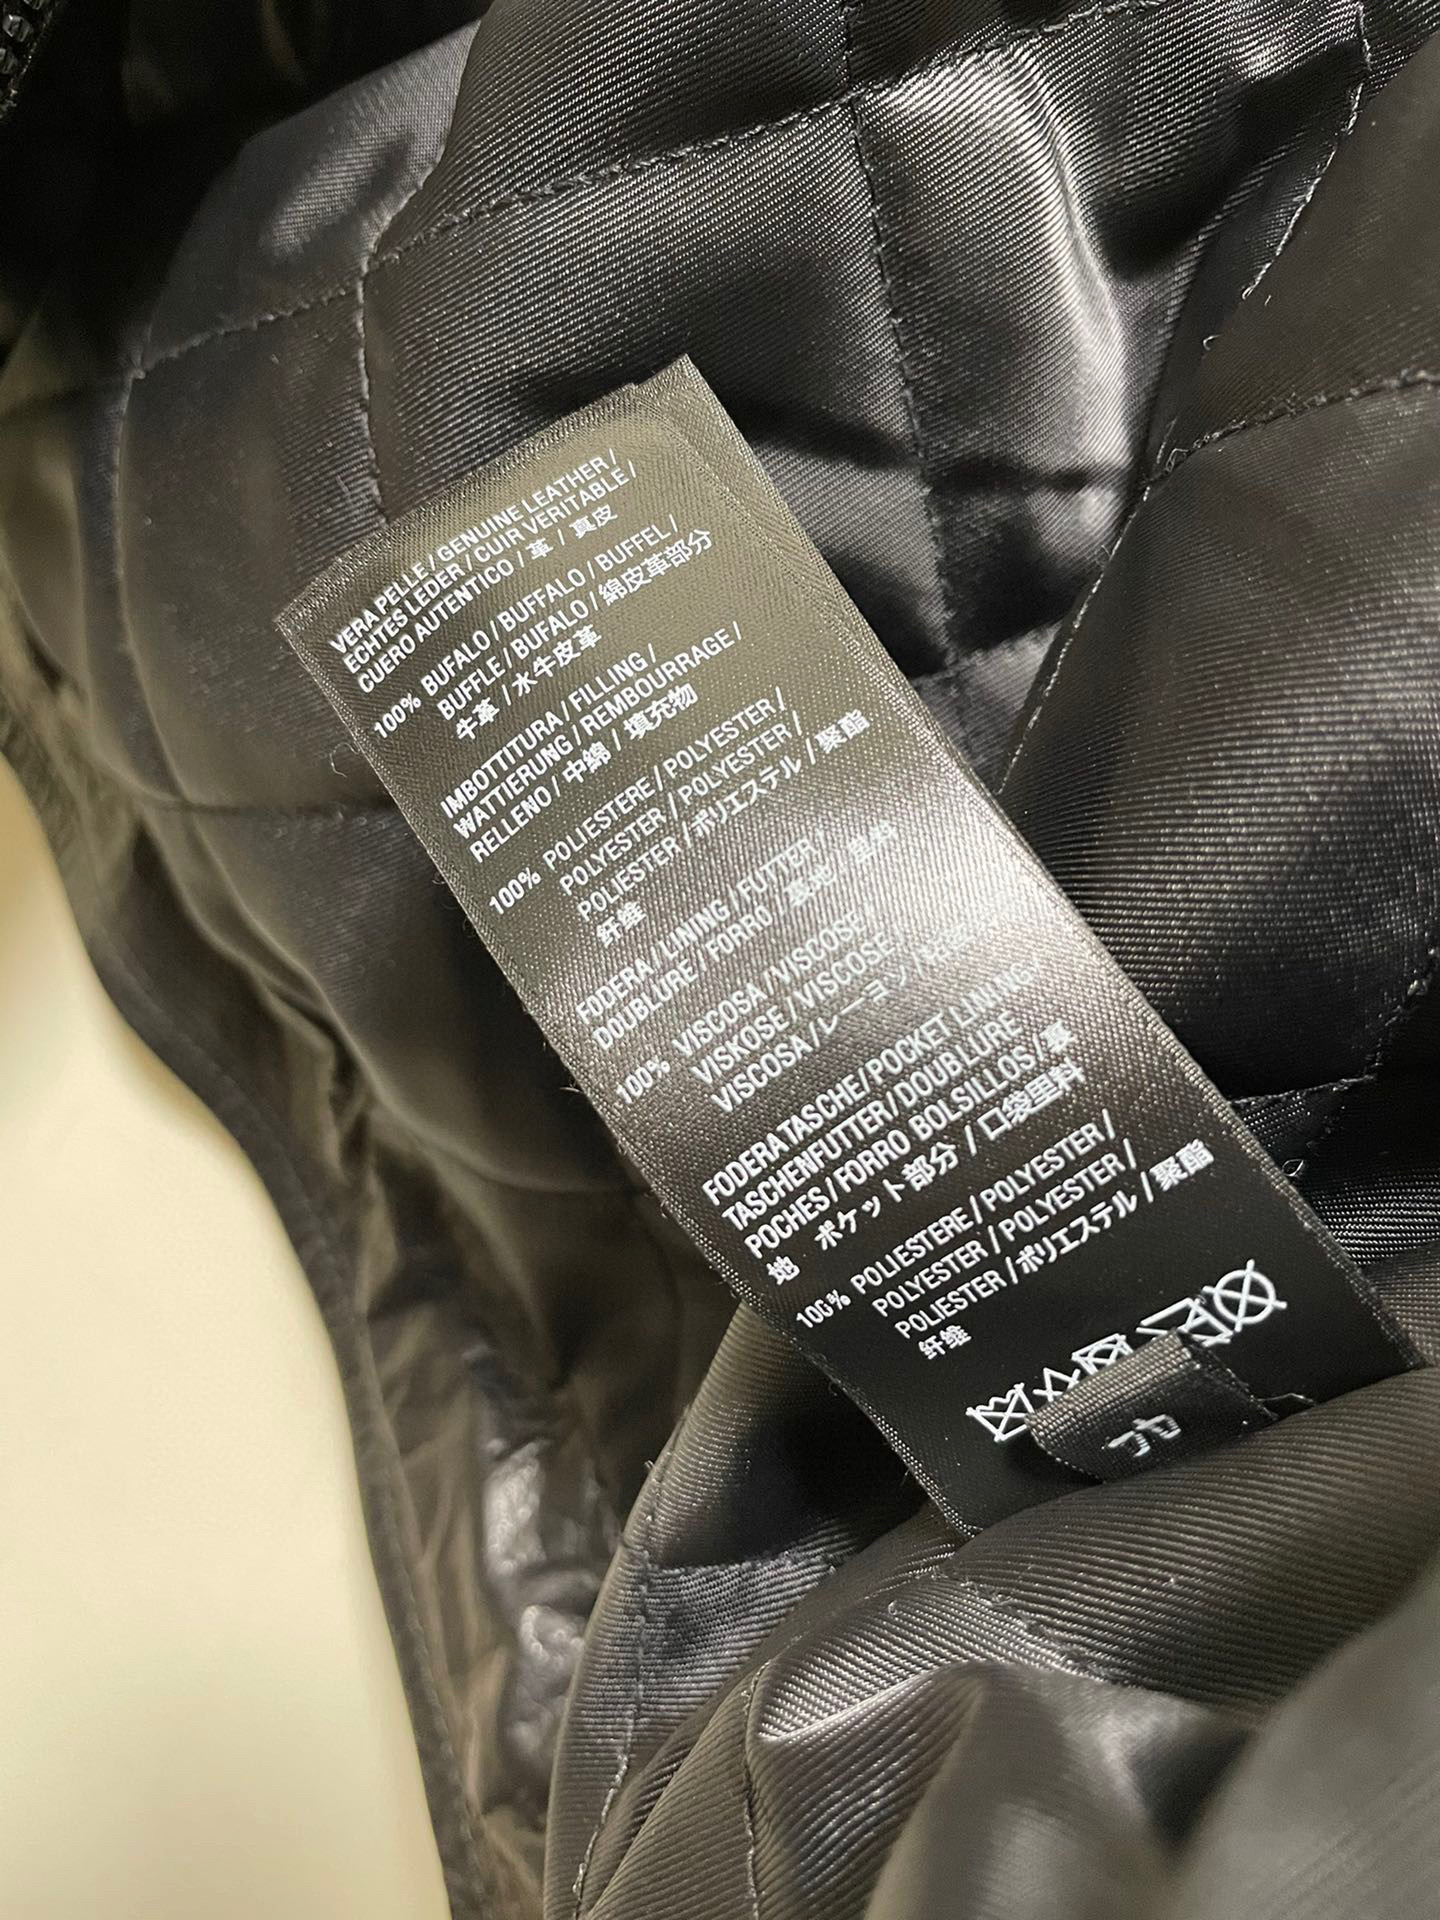 VERA PELLE / GENUINE LEATHER /
ECHTES LEDER / CUIR VERITABLE /
CUERO AUTENTICO / 革 / 真皮
100% BUFALO / BUFFALO / BUFFEL /
BUFFLE / BUFALO / 綿皮革部分
牛革 / 水牛皮革
IMBOTTITURA / FILLING /
WATTIERUNG / REMBOURRAGE /
RELLENO / 中綿 / 填充物
100% POLIESTERE / POLYESTER /
POLYESTER / POLYESTER /
POLIESTER / ポリエステル / 聚酯
纤维
FODERA / LINING / FUTTER /
DOUBLURE / FORRO / 裏地 / 里料
100% VISCOSA / VISCOSE /
VISKOSE / VISCOSE /
VISCOSA / レーヨン /
FODERA TASCHE / POCKET LINING /
TASCHENFUTTER / DOUBLURE
POCHES / FORRO BOLSILLOS / 裏
地 ポケット部分 / 口袋里料
100% POLIESTERE / POLYESTER /
POLYESTER / POLYESTER /
POLIESTER / ポリエステル / 聚酯
纤维